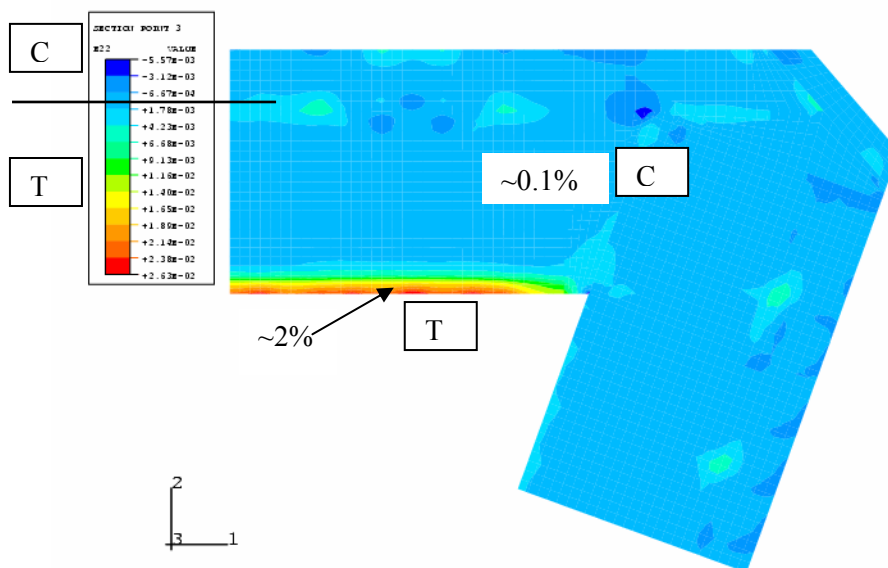 C
SECTION POINT 3
E22 VALUE
-5.57E-03
-3.12E-03
-6.67E-04
+1.78E-03
+4.23E-03
+6.68E-03
+9.13E-03
+1.16E-02
+1.40E-02
+1.65E-02
+1.89E-02
+2.14E-02
+2.38E-02
+2.63E-02
T
~0.1%
C
~2%
T
2
3
1